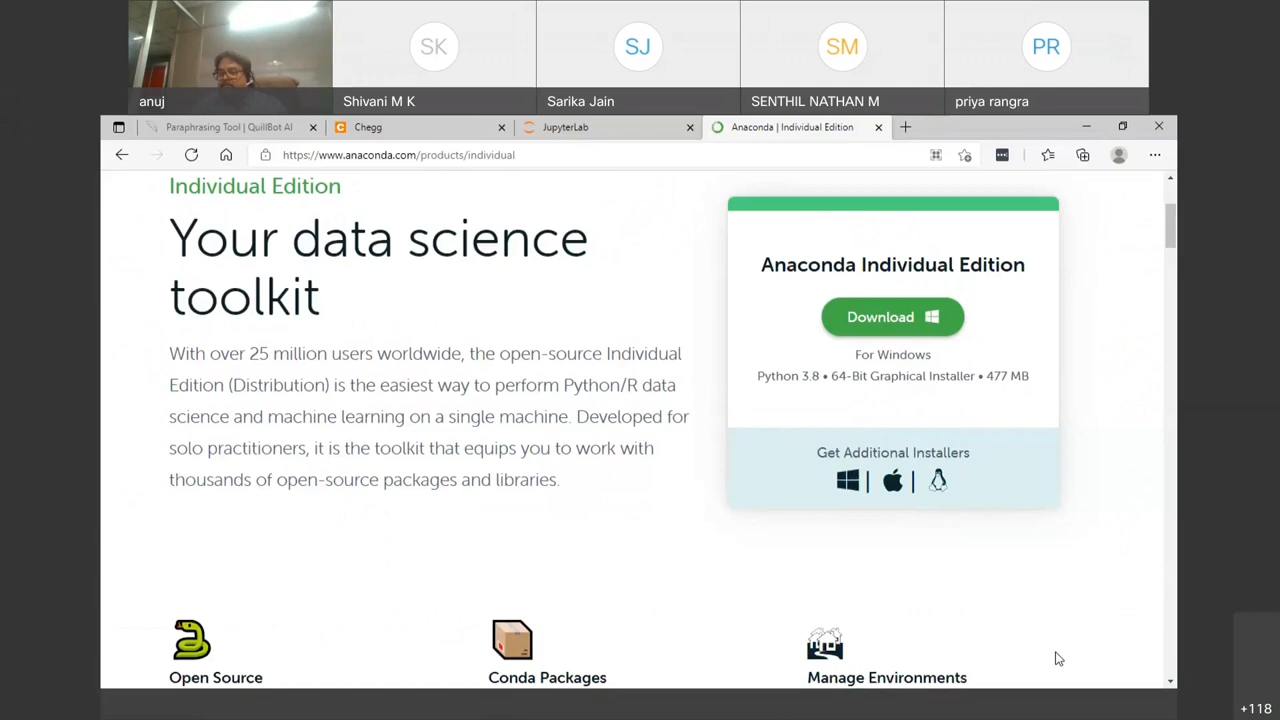 SK
SJ
SM
PR
anuj
Shivani M K
Sarika Jain
SENTHIL NATHAN M
priya rangra
Paraphrasing Tool | QuillBot AI
Chegg
JupyterLab
Anaconda | Individual Edition
https://www.anaconda.com/products/individual
Individual Edition
Your data science
toolkit
With over 25 million users worldwide, the open-source Individual
Edition (Distribution) is the easiest way to perform Python/R data
science and machine learning on a single machine. Developed for
solo practitioners, it is the toolkit that equips you to work with
thousands of open-source packages and libraries.
Anaconda Individual Edition
Download
For Windows
Python 3.8 • 64-Bit Graphical Installer • 477 MB
Get Additional Installers
Open Source
Conda Packages
Manage Environments
+118